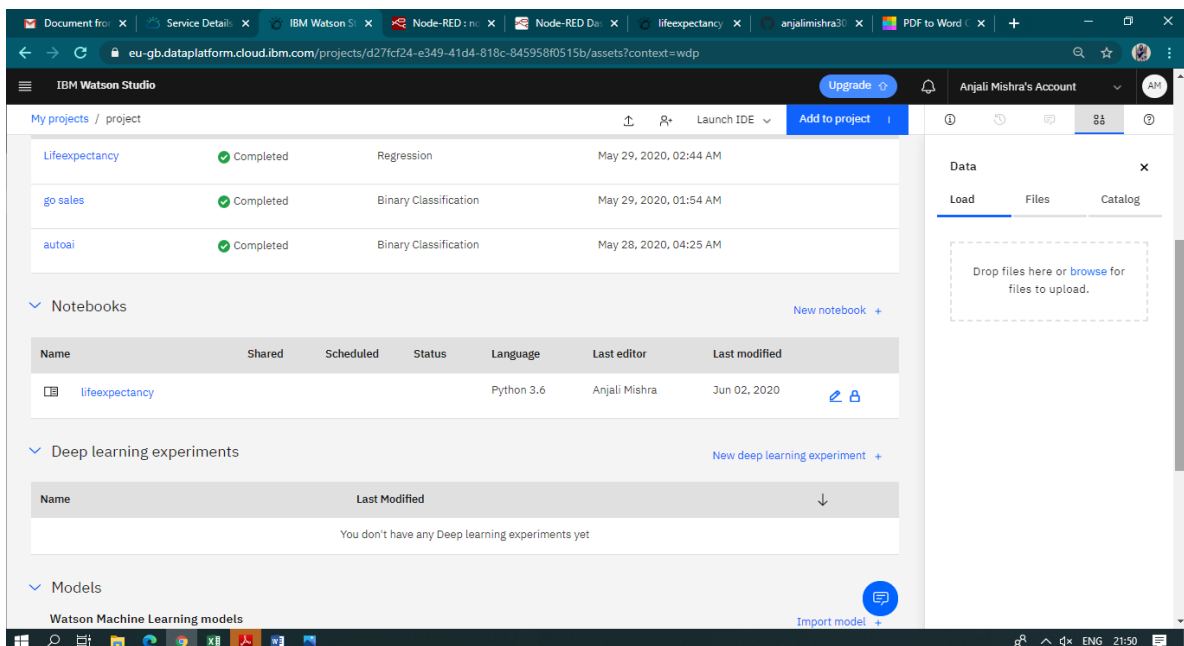 Document fror
Service Details
IBM Watson St
Node-RED : no
Node-RED Das
lifeexpectancy
anjalimishra30
PDF to Word C
eu-gb.dataplatform.cloud.ibm.com/projects/d27fcf24-e349-41d4-818c-845958f0515b/assets?context=wdp
IBM Watson Studio
Upgrade
Anjali Mishra's Account
AM
My projects / project
Launch IDE
Add to project
Lifeexpectancy Completed Regression May 29, 2020, 02:44 AM
go sales Completed Binary Classification May 29, 2020, 01:54 AM
autoai Completed Binary Classification May 28, 2020, 04:25 AM
Notebooks
New notebook +
Name Shared Scheduled Status Language Last editor Last modified
lifeexpectancy Python 3.6 Anjali Mishra Jun 02, 2020
Deep learning experiments
New deep learning experiment +
Name Last Modified
You don't have any Deep learning experiments yet
Models
Watson Machine Learning models
Import model +
Data
Load Files Catalog
Drop files here or browse for
files to upload.
ENG 21:50